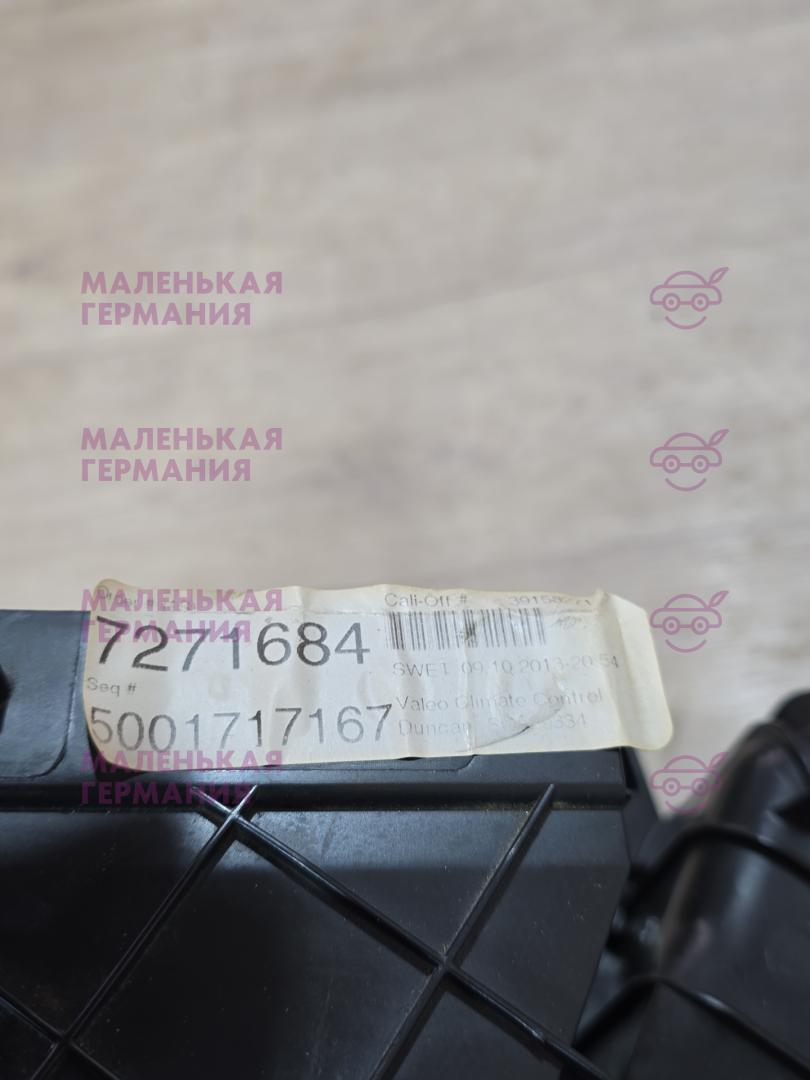 МАЛЕНЬКАЯ
ГЕРМАНИЯ
МАЛЕНЬКАЯ
ГЕРМАНИЯ
Call-Off #
7271684
SWET 09.10.2013-20:54
Seq #
Valeo Climate Control
5001717167
Duncan
МАЛЕНЬКАЯ
ГЕРМАНИЯ
МАЛЕНЬКАЯ
ГЕРМАНИЯ